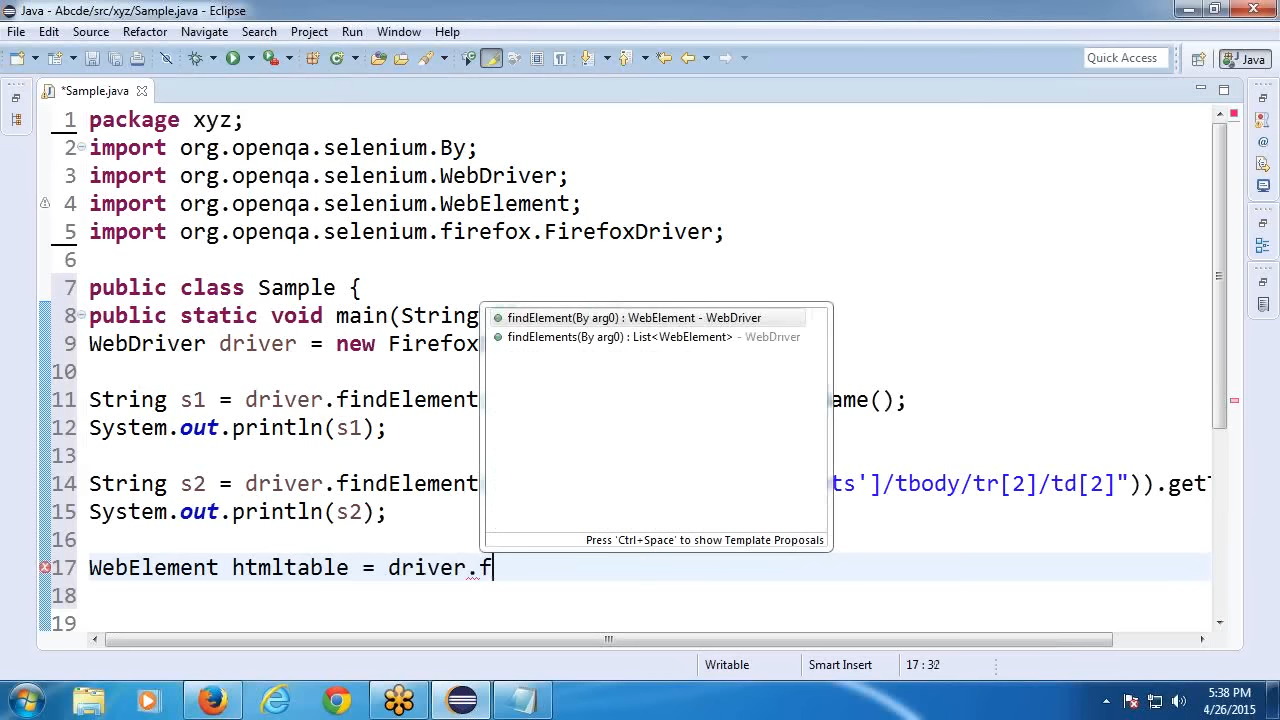 Java - Abcde/src/xyz/Sample.java - Eclipse
File Edit Source Refactor Navigate Search Project Run Window Help
Quick Access Java
*Sample.java
1 package xyz;
2 import org.openqa.selenium.By;
3 import org.openqa.selenium.WebDriver;
4 import org.openqa.selenium.WebElement;
5 import org.openqa.selenium.firefox.FirefoxDriver;
6
7 public class Sample {
8 public static void main(String
9 WebDriver driver = new Firefox
10
11 String s1 = driver.findElement ame();
12 System.out.println(s1);
13
14 String s2 = driver.findElement ts']/tbody/tr[2]/td[2]")).get
15 System.out.println(s2);
16
17 WebElement htmltable = driver.f
18
19
findElement(By arg0) : WebElement - WebDriver
findElements(By arg0) : List<WebElement> - WebDriver
Press 'Ctrl+Space' to show Template Proposals
Writable Smart Insert 17 : 32
5:38 PM
4/26/2015